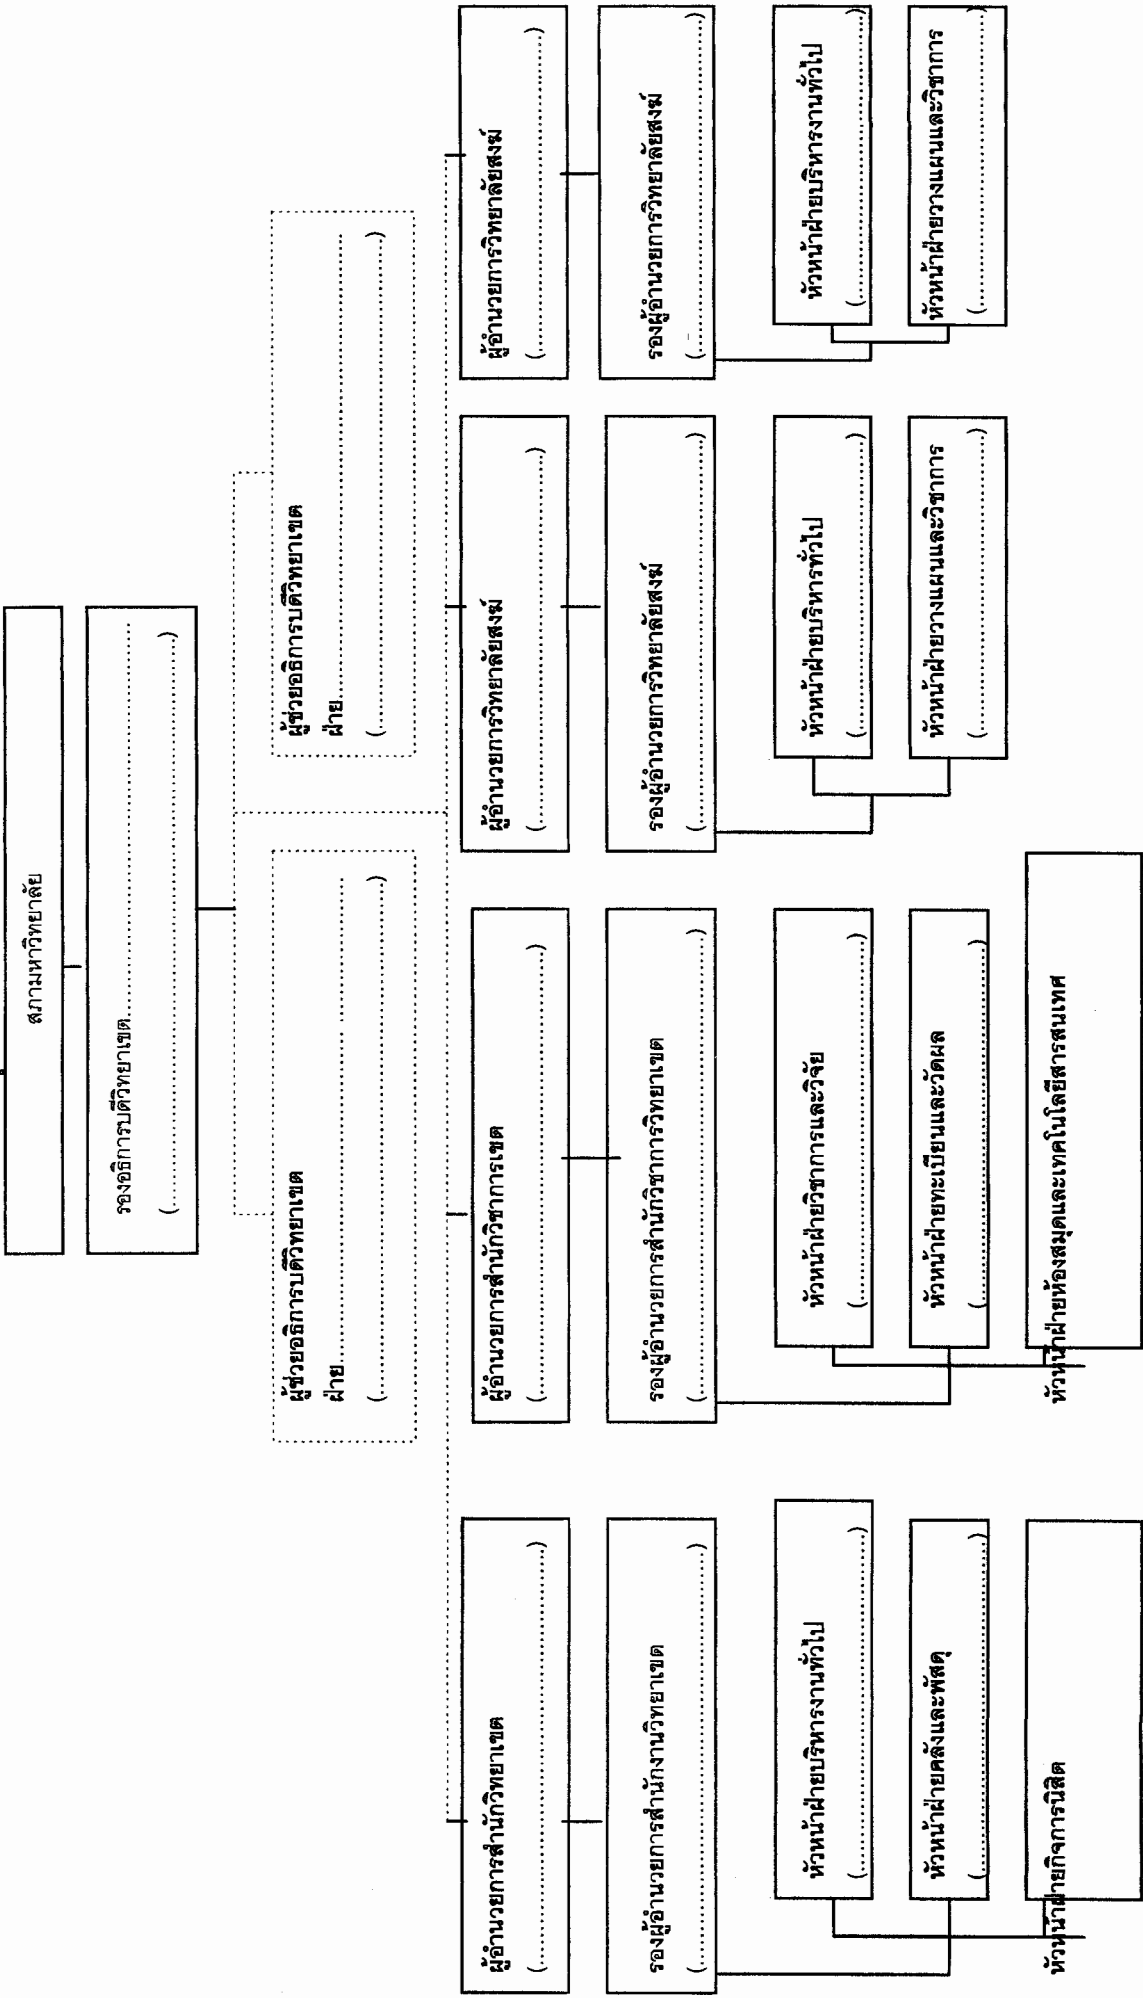 สภามหาวิทยาลัย
รองอธิการบดีวิทยาเขต..............................
(..............................)
ผู้ช่วยอธิการบดีวิทยาเขต
ฝ่าย..............................
(..............................)
ผู้ช่วยอธิการบดีวิทยาเขต
ฝ่าย..............................
(..............................)
ผู้อำนวยการสำนักวิทยาเขต
(..............................)
รองผู้อำนวยการสำนักงานวิทยาเขต
(..............................)
หัวหน้าฝ่ายบริหารงานทั่วไป
(..............................)
หัวหน้าฝ่ายคลังและพัสดุ
(..............................)
หัวหน้าฝ่ายกิจการนิสิต
ผู้อำนวยการสำนักวิชาการเขต
(..............................)
รองผู้อำนวยการสำนักวิชาการวิทยาเขต
(..............................)
หัวหน้าฝ่ายวิชาการและวิจัย
(..............................)
หัวหน้าฝ่ายทะเบียนและวัดผล
(..............................)
หัวหน้าฝ่ายห้องสมุดและเทคโนโลยีสารสนเทศ
ผู้อำนวยการวิทยาลัยสงฆ์
(..............................)
รองผู้อำนวยการวิทยาลัยสงฆ์
(..............................)
หัวหน้าฝ่ายบริหารทั่วไป
(..............................)
หัวหน้าฝ่ายวางแผนและวิชาการ
(..............................)
ผู้อำนวยการวิทยาลัยสงฆ์
(..............................)
รองผู้อำนวยการวิทยาลัยสงฆ์
(..............................)
หัวหน้าฝ่ายบริหารงานทั่วไป
(..............................)
หัวหน้าฝ่ายวางแผนและวิชาการ
(..............................)